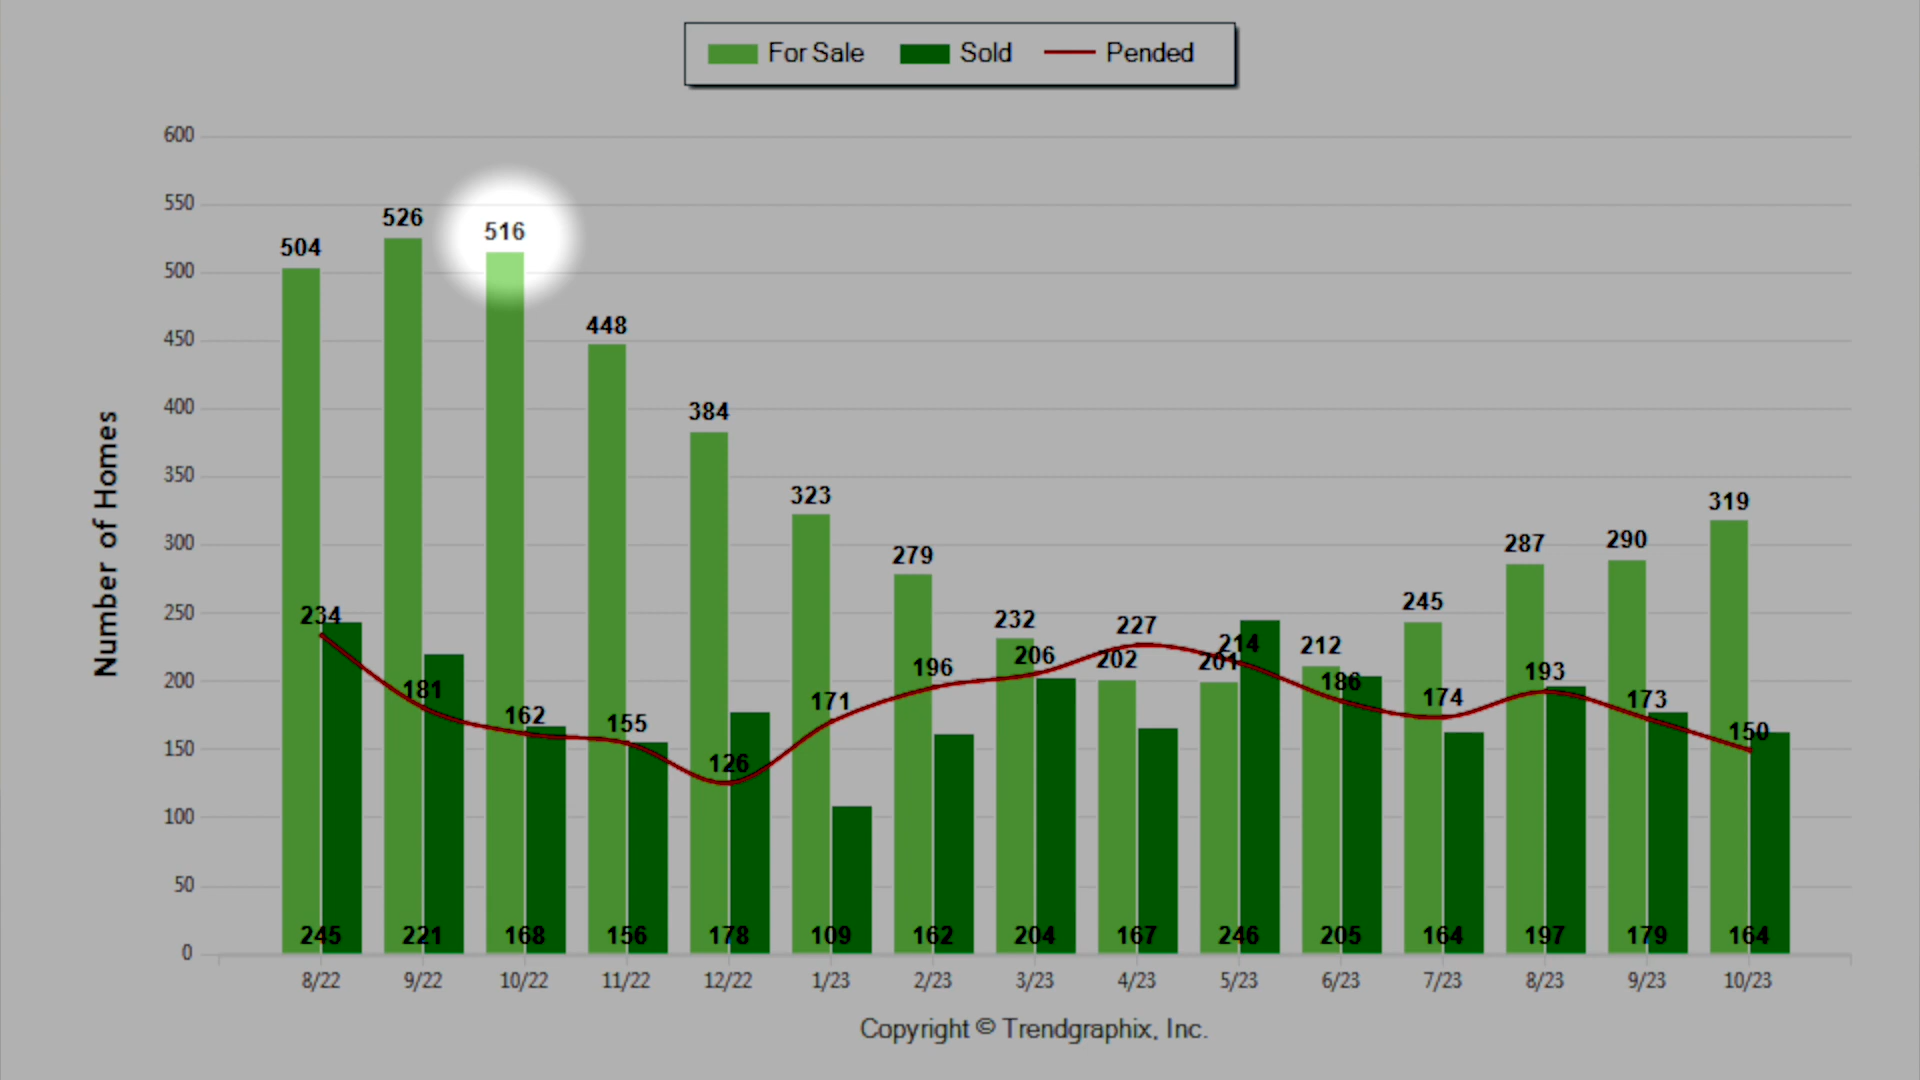 For Sale Sold Pended
600
550
500
450
400
350
300
250
200
150
100
50
0
Number of Homes
504 526 516 448 384 323 279 232 202 201 212 245 287 290 319
234 181 162 155 126 171 196 206 227 214 186 174 193 173 150
245 221 168 156 178 109 162 204 167 246 205 164 197 179 164
8/22 9/22 10/22 11/22 12/22 1/23 2/23 3/23 4/23 5/23 6/23 7/23 8/23 9/23 10/23
Copyright © Trendgraphix, Inc.